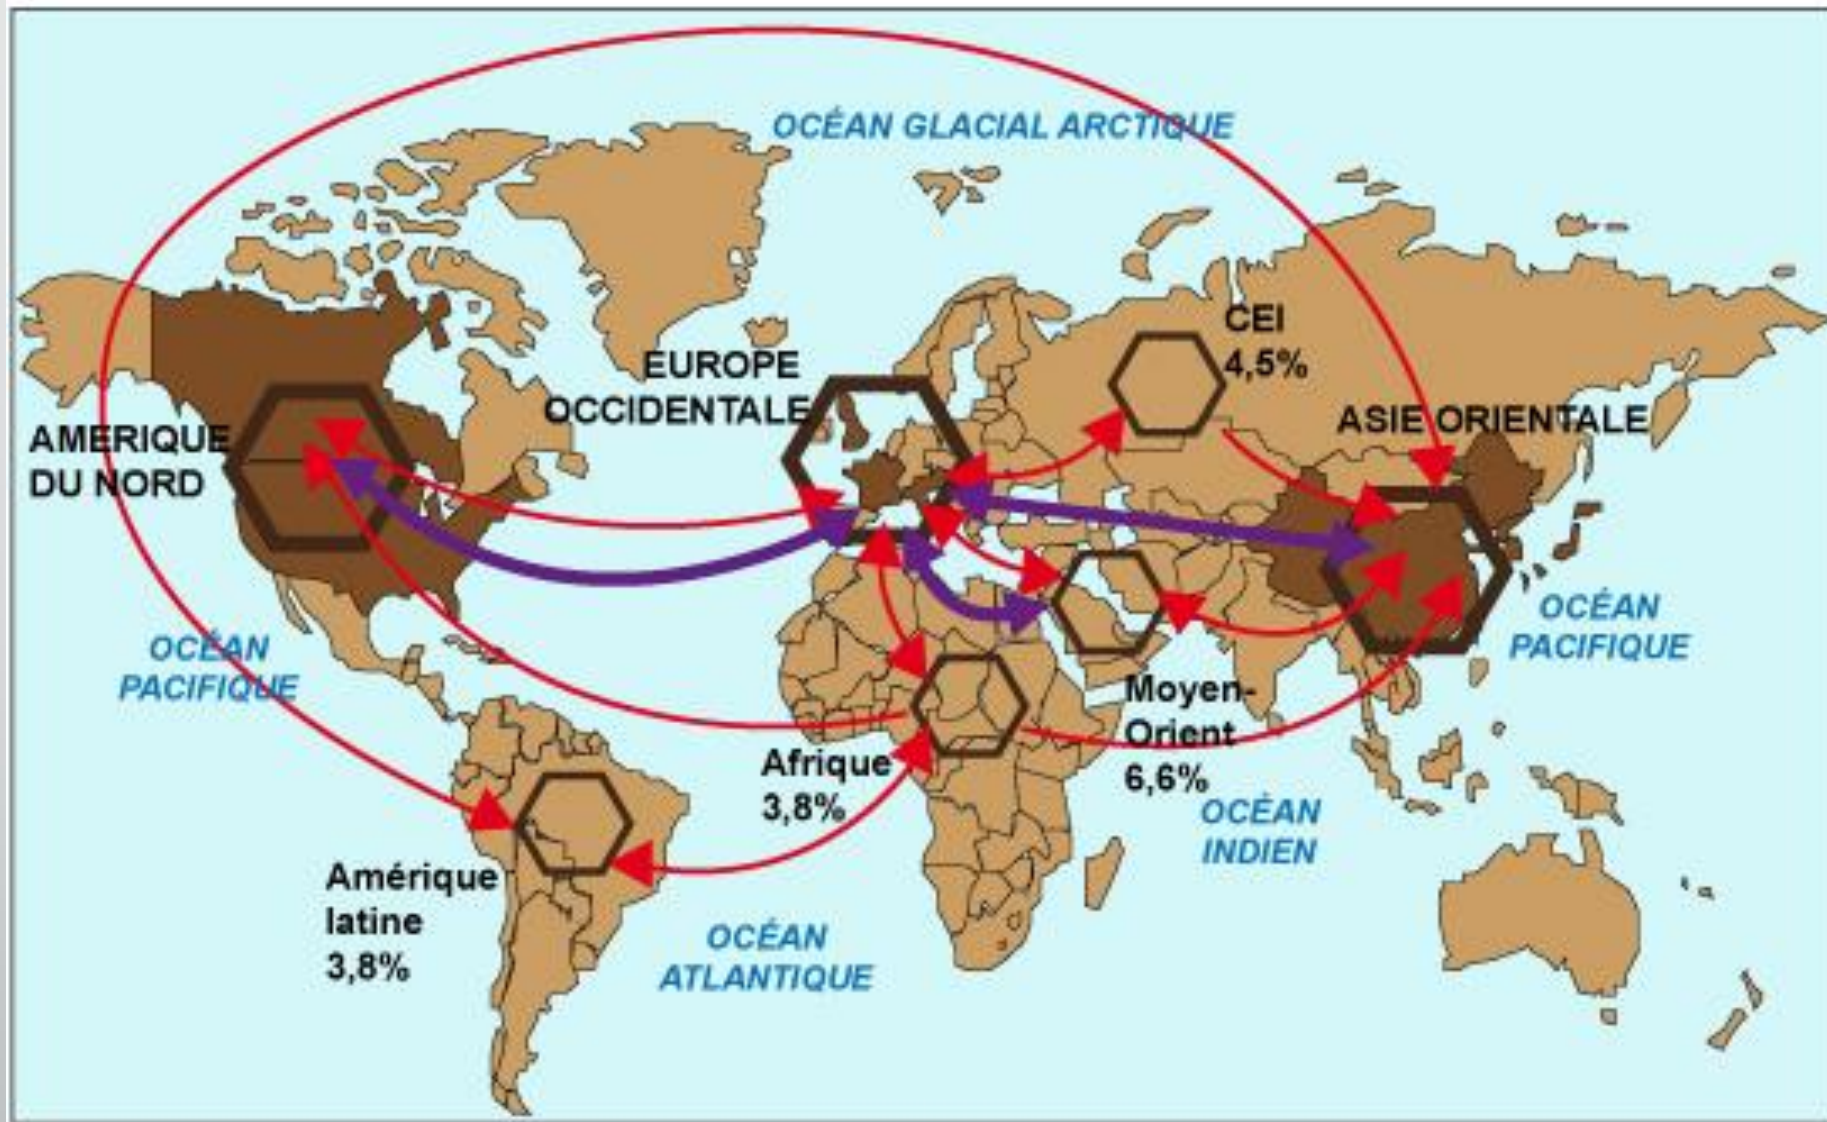 OCÉAN GLACIAL ARCTIQUE
CEI
4,5%
EUROPE
OCCIDENTALE
ASIE ORIENTALE
AMERIQUE
DU NORD
OCÉAN
PACIFIQUE
OCÉAN
PACIFIQUE
Moyen-
Orient
6,6%
Afrique
3,8%
OCÉAN
INDIEN
Amérique
latine
3,8%
OCÉAN
ATLANTIQUE